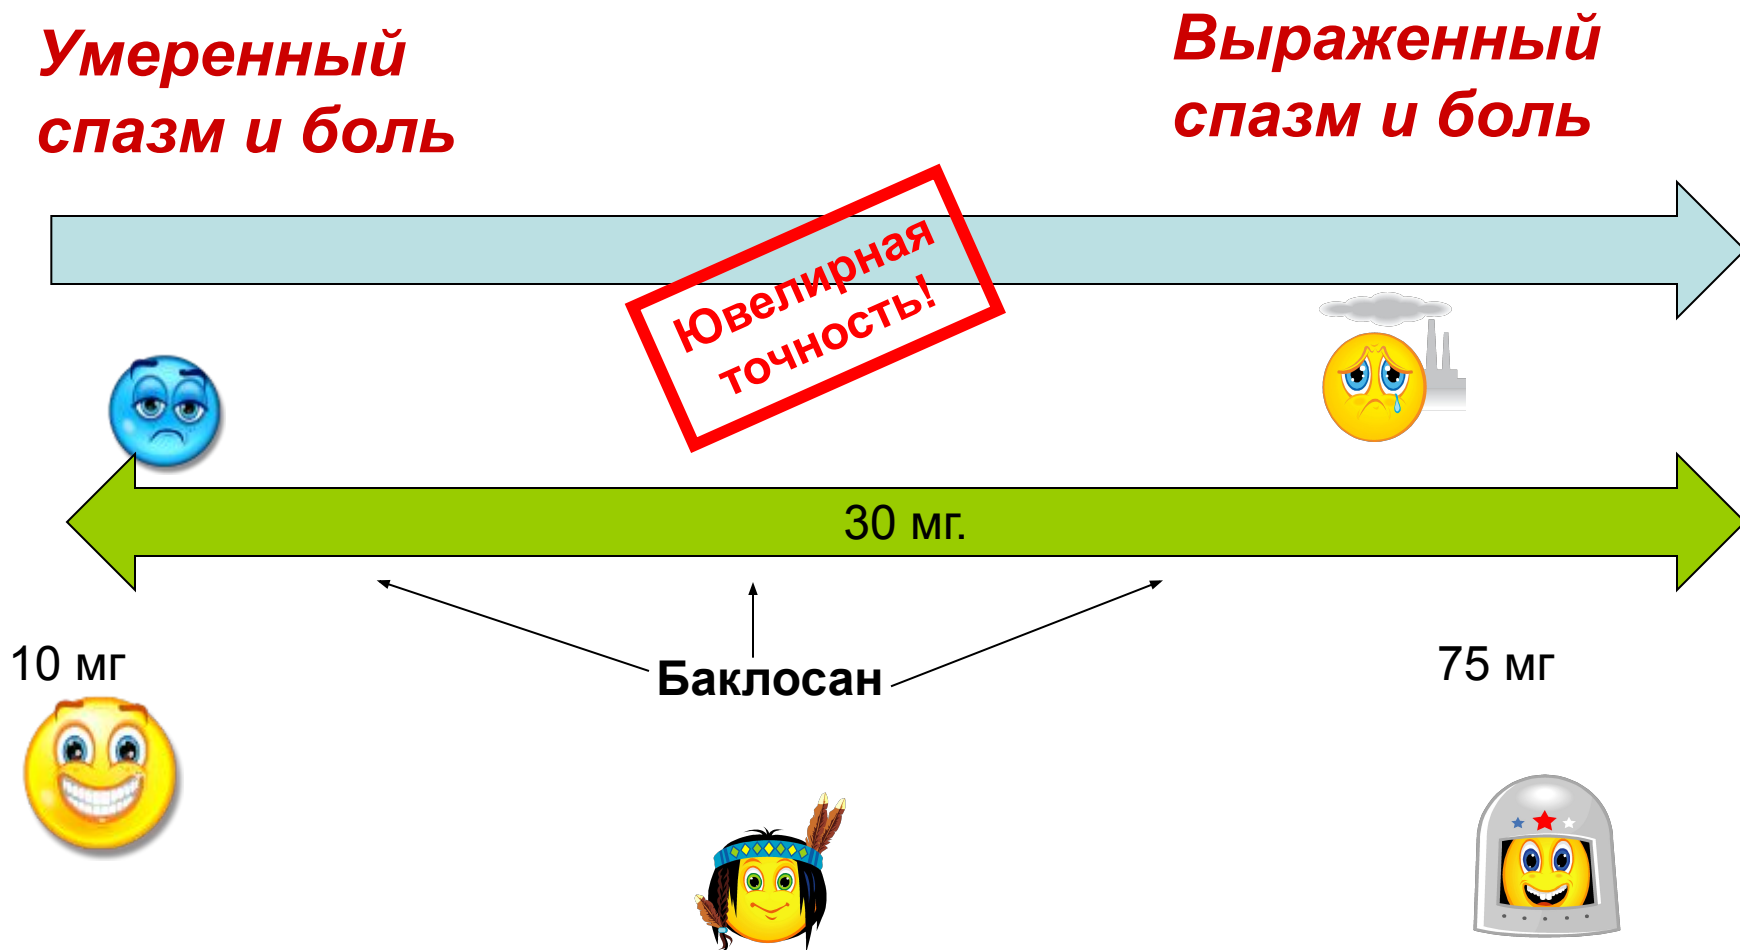 Умеренный
спазм и боль
Выраженный
спазм и боль
Ювелирная
точность!
30 мг.
10 мг
Баклосан
75 мг